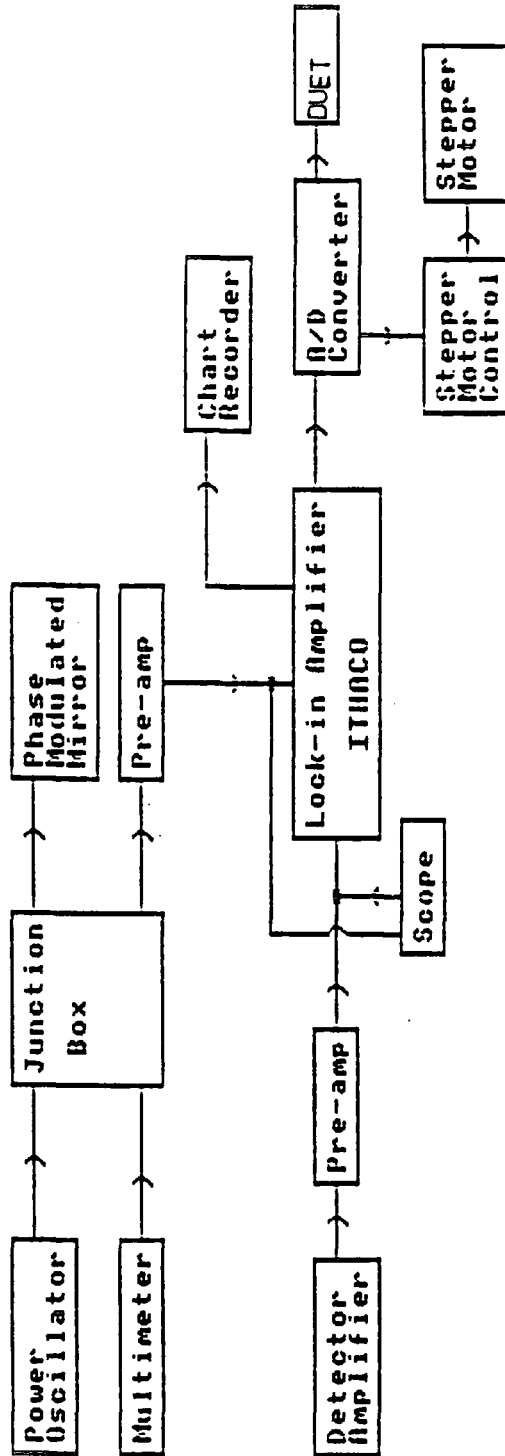 Power
Oscillator
Junction
Box
Phase
Modulated
Mirror
Multimeter
Pre-amp
Chart
Recorder
Detector
Amplifier
Pre-amp
Scope
Lock-in Amplifier
ITHACO
A/D
Converter
DUET
Stepper
Motor
Control
Stepper
Motor